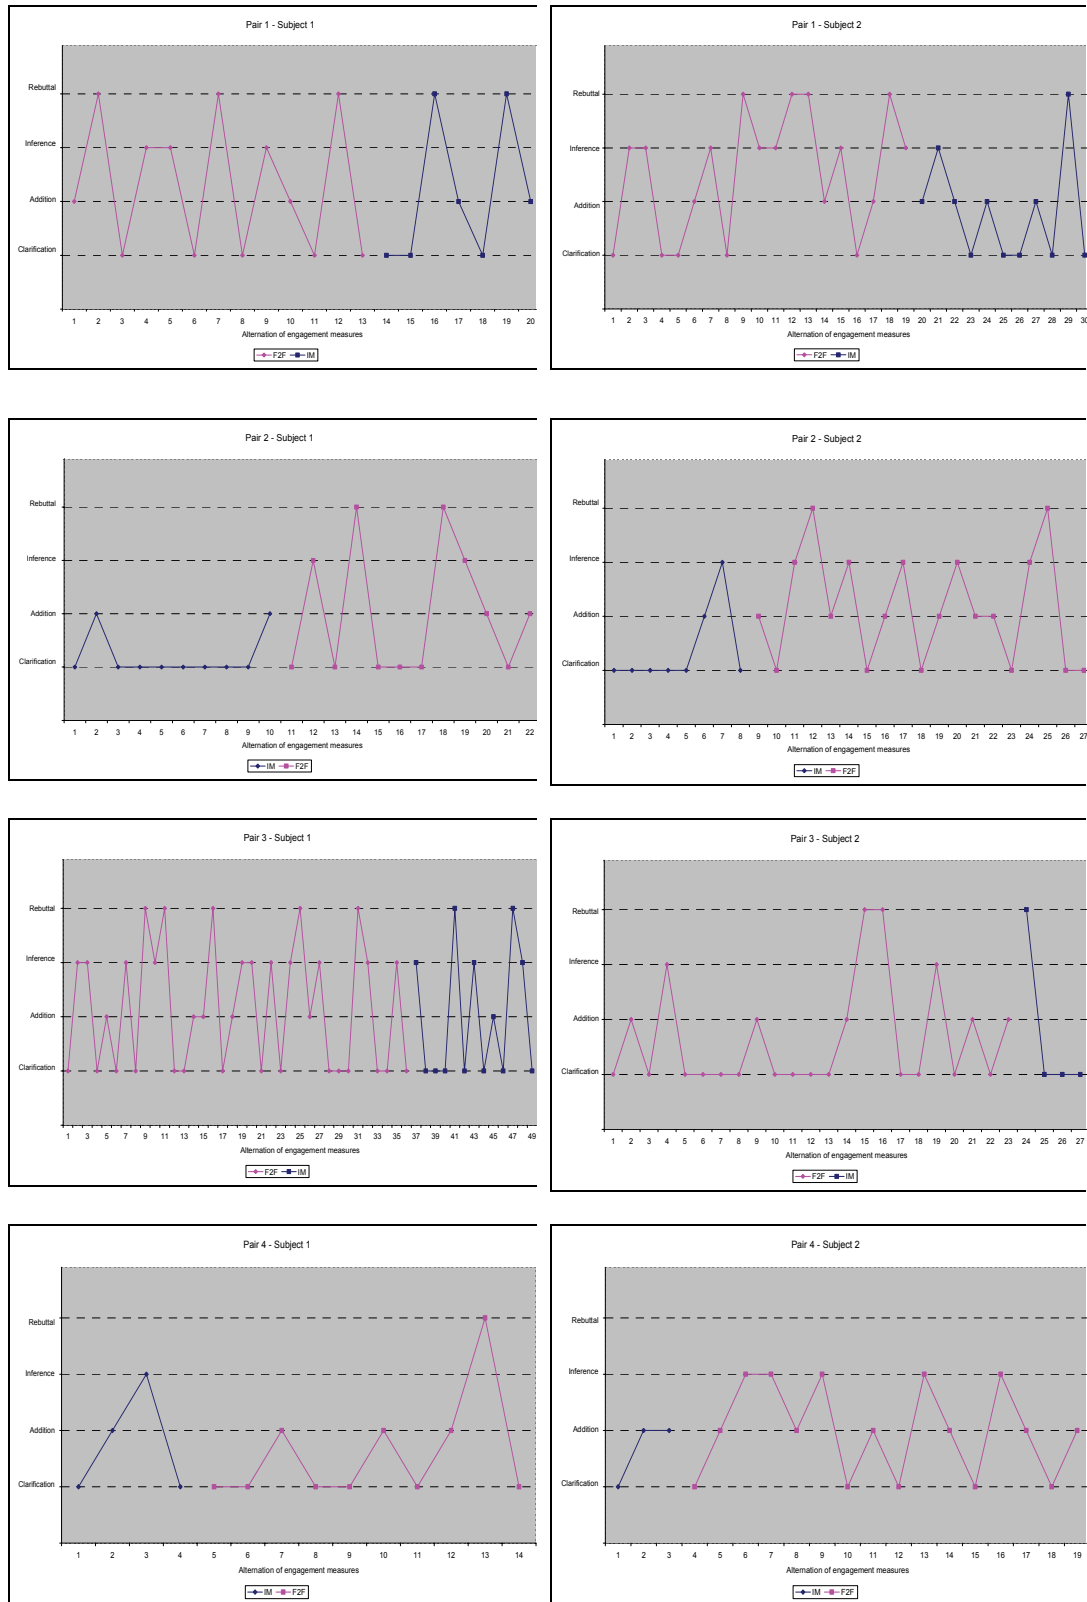 Pair 1 - Subject 1
Rebuttal
Inference
Addition
Clarification
1 2 3 4 5 6 7 8 9 10 11 12 13 14 15 16 17 18 19 20
Alternation of engagement measures
F2F IM
Pair 1 - Subject 2
Rebuttal
Inference
Addition
Clarification
1 2 3 4 5 6 7 8 9 10 11 12 13 14 15 16 17 18 19 20 21 22 23 24 25 26 27 28 29 30
Alternation of engagement measures
F2F IM
Pair 2 - Subject 1
Rebuttal
Inference
Addition
Clarification
1 2 3 4 5 6 7 8 9 10 11 12 13 14 15 16 17 18 19 20 21 22
Alternation of engagement measures
IM F2F
Pair 2 - Subject 2
Rebuttal
Inference
Addition
Clarification
1 2 3 4 5 6 7 8 9 10 11 12 13 14 15 16 17 18 19 20 21 22 23 24 25 26 27
Alternation of engagement measures
IM F2F
Pair 3 - Subject 1
Rebuttal
Inference
Addition
Clarification
1 3 5 7 9 11 13 15 17 19 21 23 25 27 29 31 33 35 37 39 41 43 45 47 49
Alternation of engagement measures
F2F IM
Pair 3 - Subject 2
Rebuttal
Inference
Addition
Clarification
1 2 3 4 5 6 7 8 9 10 11 12 13 14 15 16 17 18 19 20 21 22 23 24 25 26 27
Alternation of engagement measures
F2F IM
Pair 4 - Subject 1
Rebuttal
Inference
Addition
Clarification
1 2 3 4 5 6 7 8 9 10 11 12 13 14
Alternation of engagement measures
IM F2F
Pair 4 - Subject 2
Rebuttal
Inference
Addition
Clarification
1 2 3 4 5 6 7 8 9 10 11 12 13 14 15 16 17 18 19
Alternation of engagement measures
IM F2F